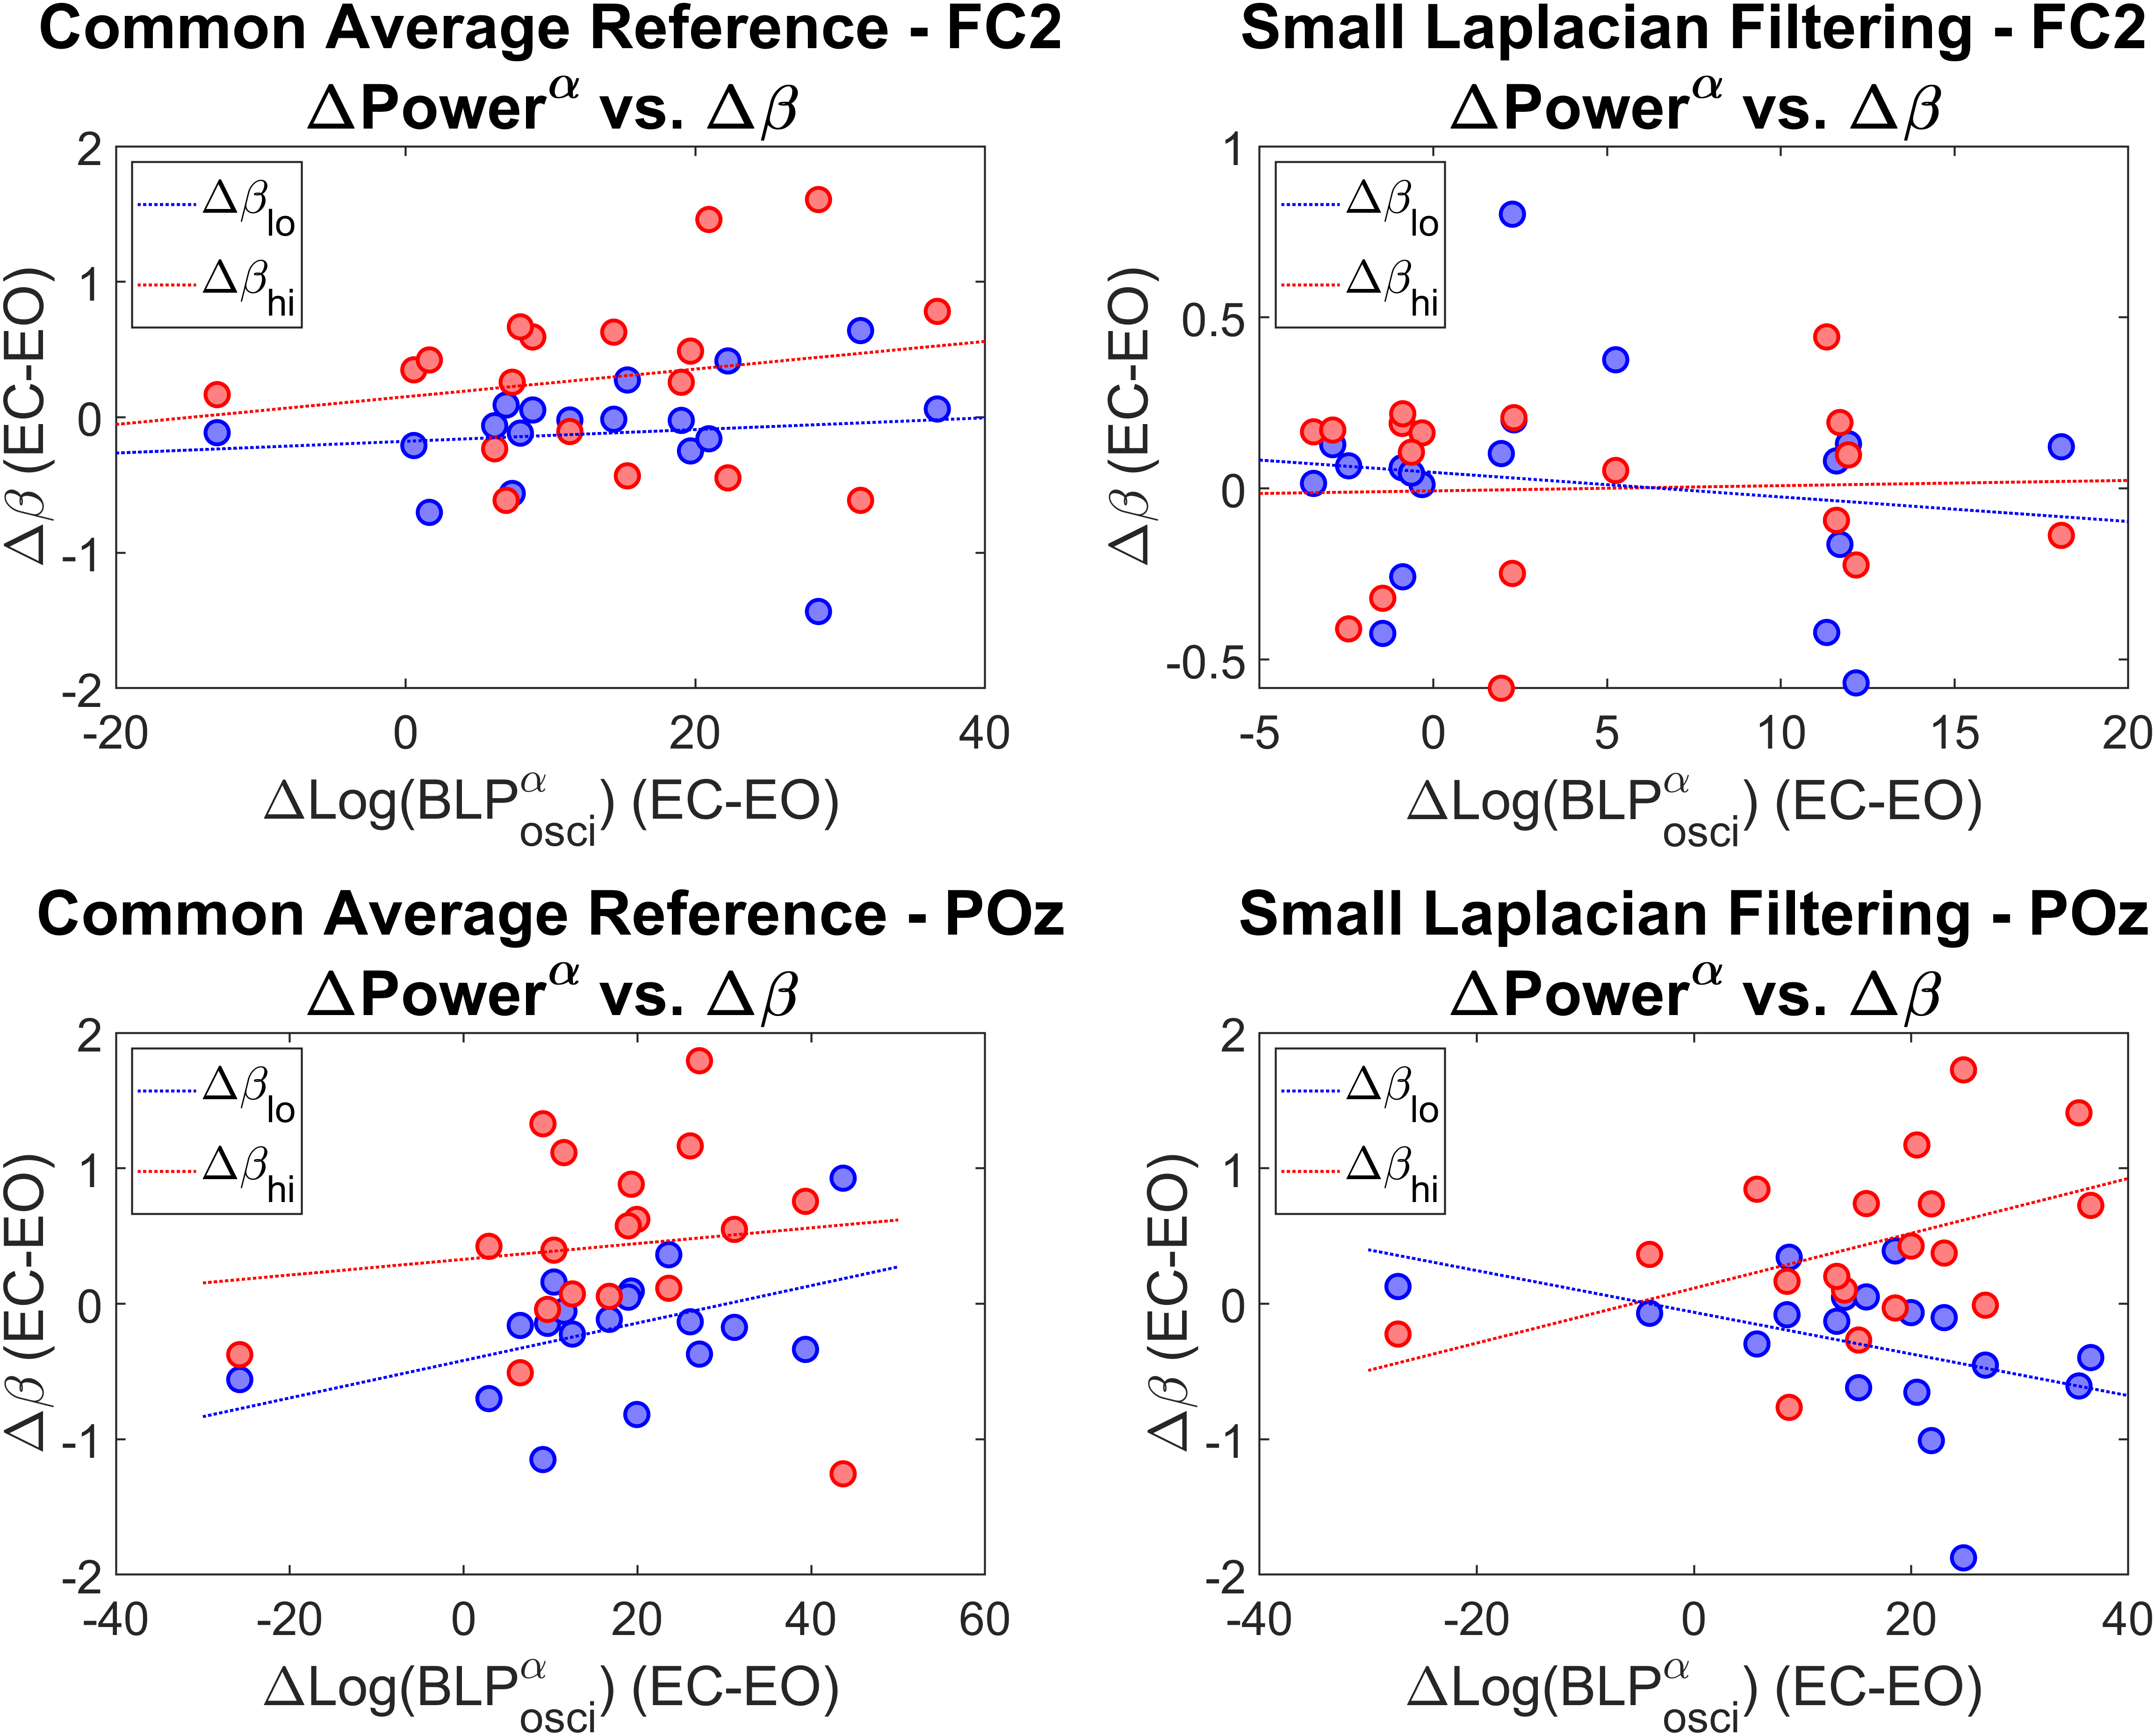 Common Average Reference - FC2
ΔPower^α vs. Δβ
2
1
0
-1
-2
-20
0
20
40
Δβ_lo
Δβ_hi
Δβ (EC-EO)
ΔLog(BLP^α_osci) (EC-EO)
Small Laplacian Filtering - FC2
ΔPower^α vs. Δβ
1
0.5
0
-0.5
-5
0
5
10
15
20
Δβ_lo
Δβ_hi
Δβ (EC-EO)
ΔLog(BLP^α_osci) (EC-EO)
Common Average Reference - POz
ΔPower^α vs. Δβ
2
1
0
-1
-2
-40
-20
0
20
40
60
Δβ_lo
Δβ_hi
Δβ (EC-EO)
ΔLog(BLP^α_osci) (EC-EO)
Small Laplacian Filtering - POz
ΔPower^α vs. Δβ
2
1
0
-1
-2
-40
-20
0
20
40
Δβ_lo
Δβ_hi
Δβ (EC-EO)
ΔLog(BLP^α_osci) (EC-EO)